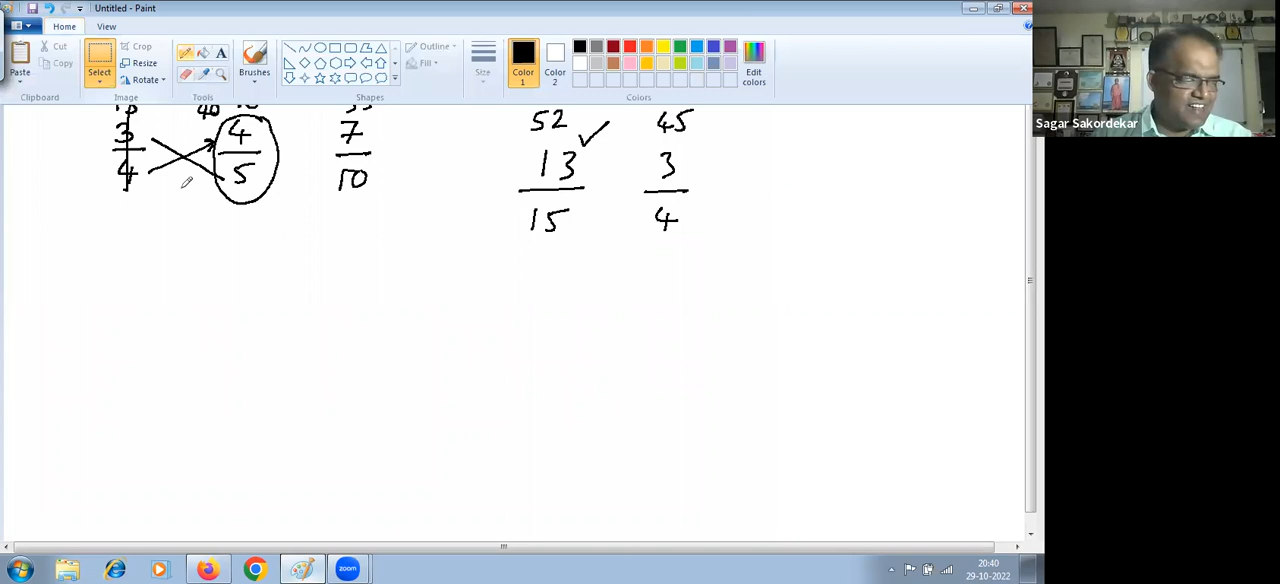 Untitled - Paint
Home View
Paste
Cut
Copy
Select
Crop
Resize
Rotate
Brushes
Outline
Fill
Size
Color 1
Color 2
Edit colors
Clipboard
Image
Tools
Shapes
Colors
Sagar Sakordekar
40
52 45
3 4 7 13 3
4 5 10 15 4
zoom
20:40
29-10-2022